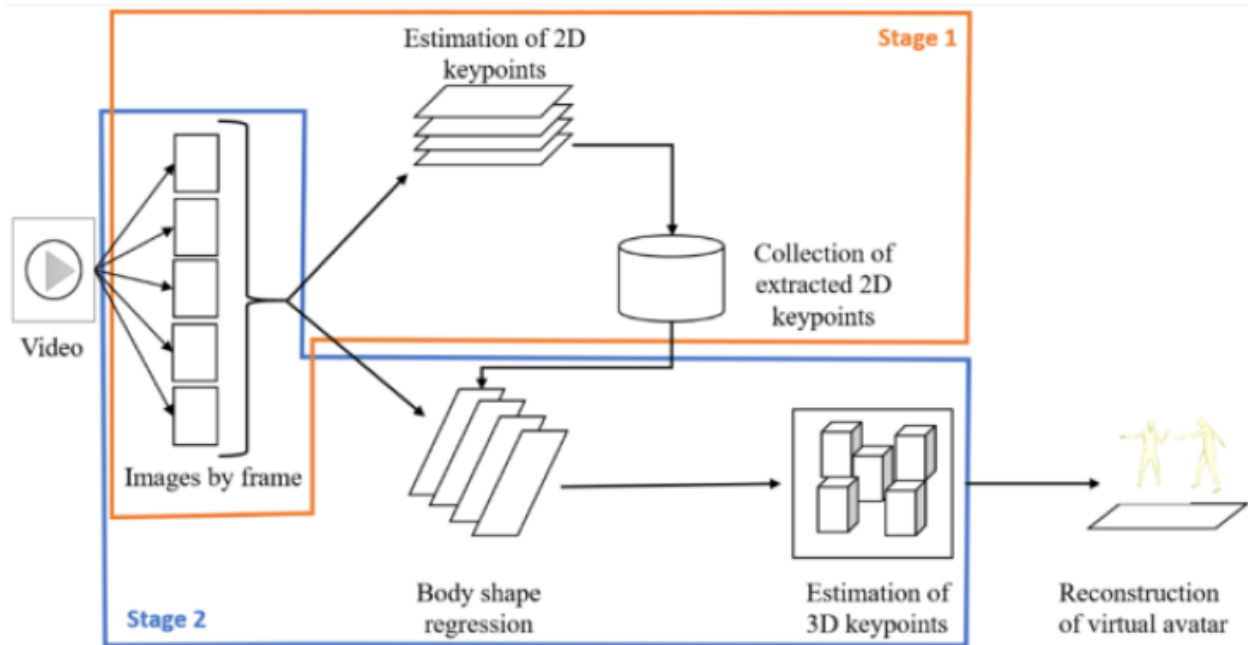 Estimation of 2D
keypoints
Stage 1
Video
Images by frame
Collection of
extracted 2D
keypoints
Stage 2
Body shape
regression
Estimation of
3D keypoints
Reconstruction
of virtual avatar